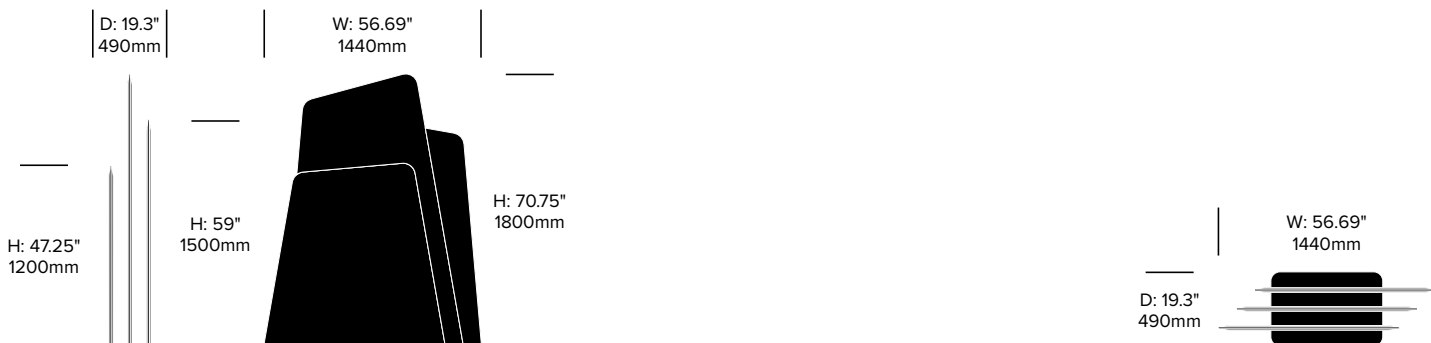 D: 19.3"
490mm
W: 56.69"
1440mm
H: 47.25"
1200mm
H: 59"
1500mm
H: 70.75"
1800mm
W: 56.69"
1440mm
D: 19.3"
490mm